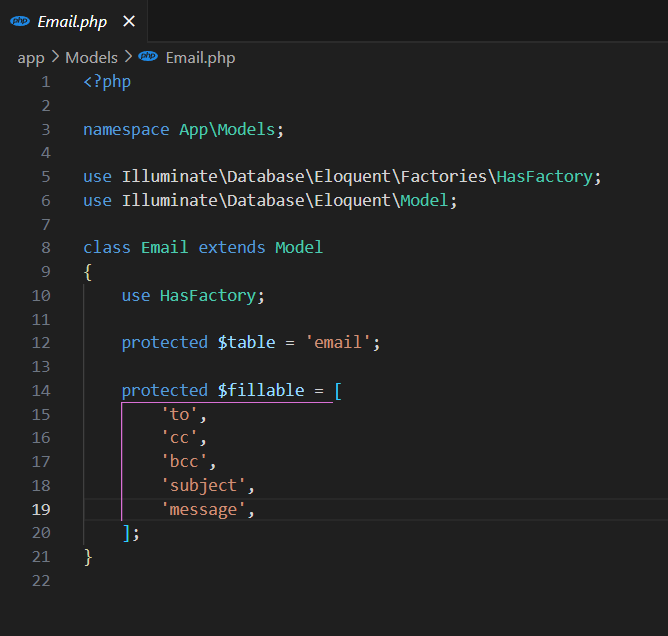 php Email.php ×
app > Models > php Email.php
1 <?php
2
3 namespace App\Models;
4
5 use Illuminate\Database\Eloquent\Factories\HasFactory;
6 use Illuminate\Database\Eloquent\Model;
7
8 class Email extends Model
9 {
10     use HasFactory;
11
12     protected $table = 'email';
13
14     protected $fillable = [
15         'to',
16         'cc',
17         'bcc',
18         'subject',
19         'message',
20     ];
21 }
22